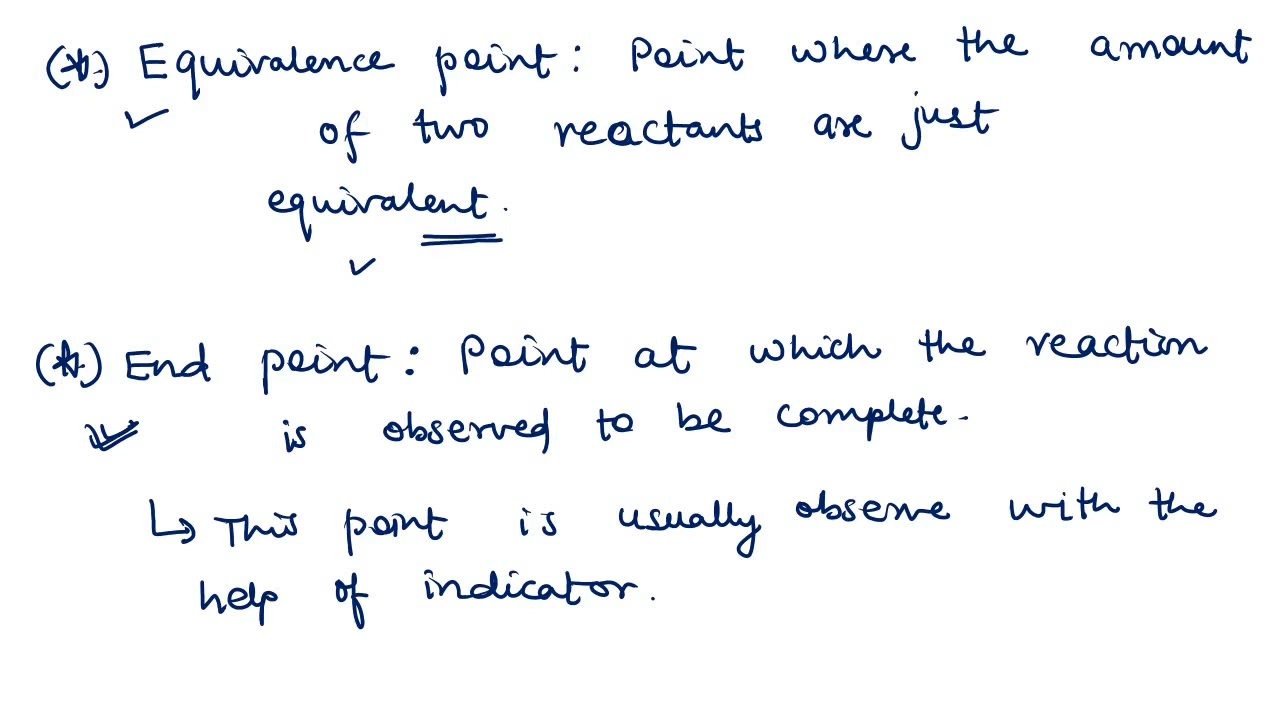 (*) Equivalence point: Point where the amount
of two reactants are just
equivalent.
(*) End point: Point at which the reaction
is observed to be complete.
↳ This point is usually observe with the
help of indicator.